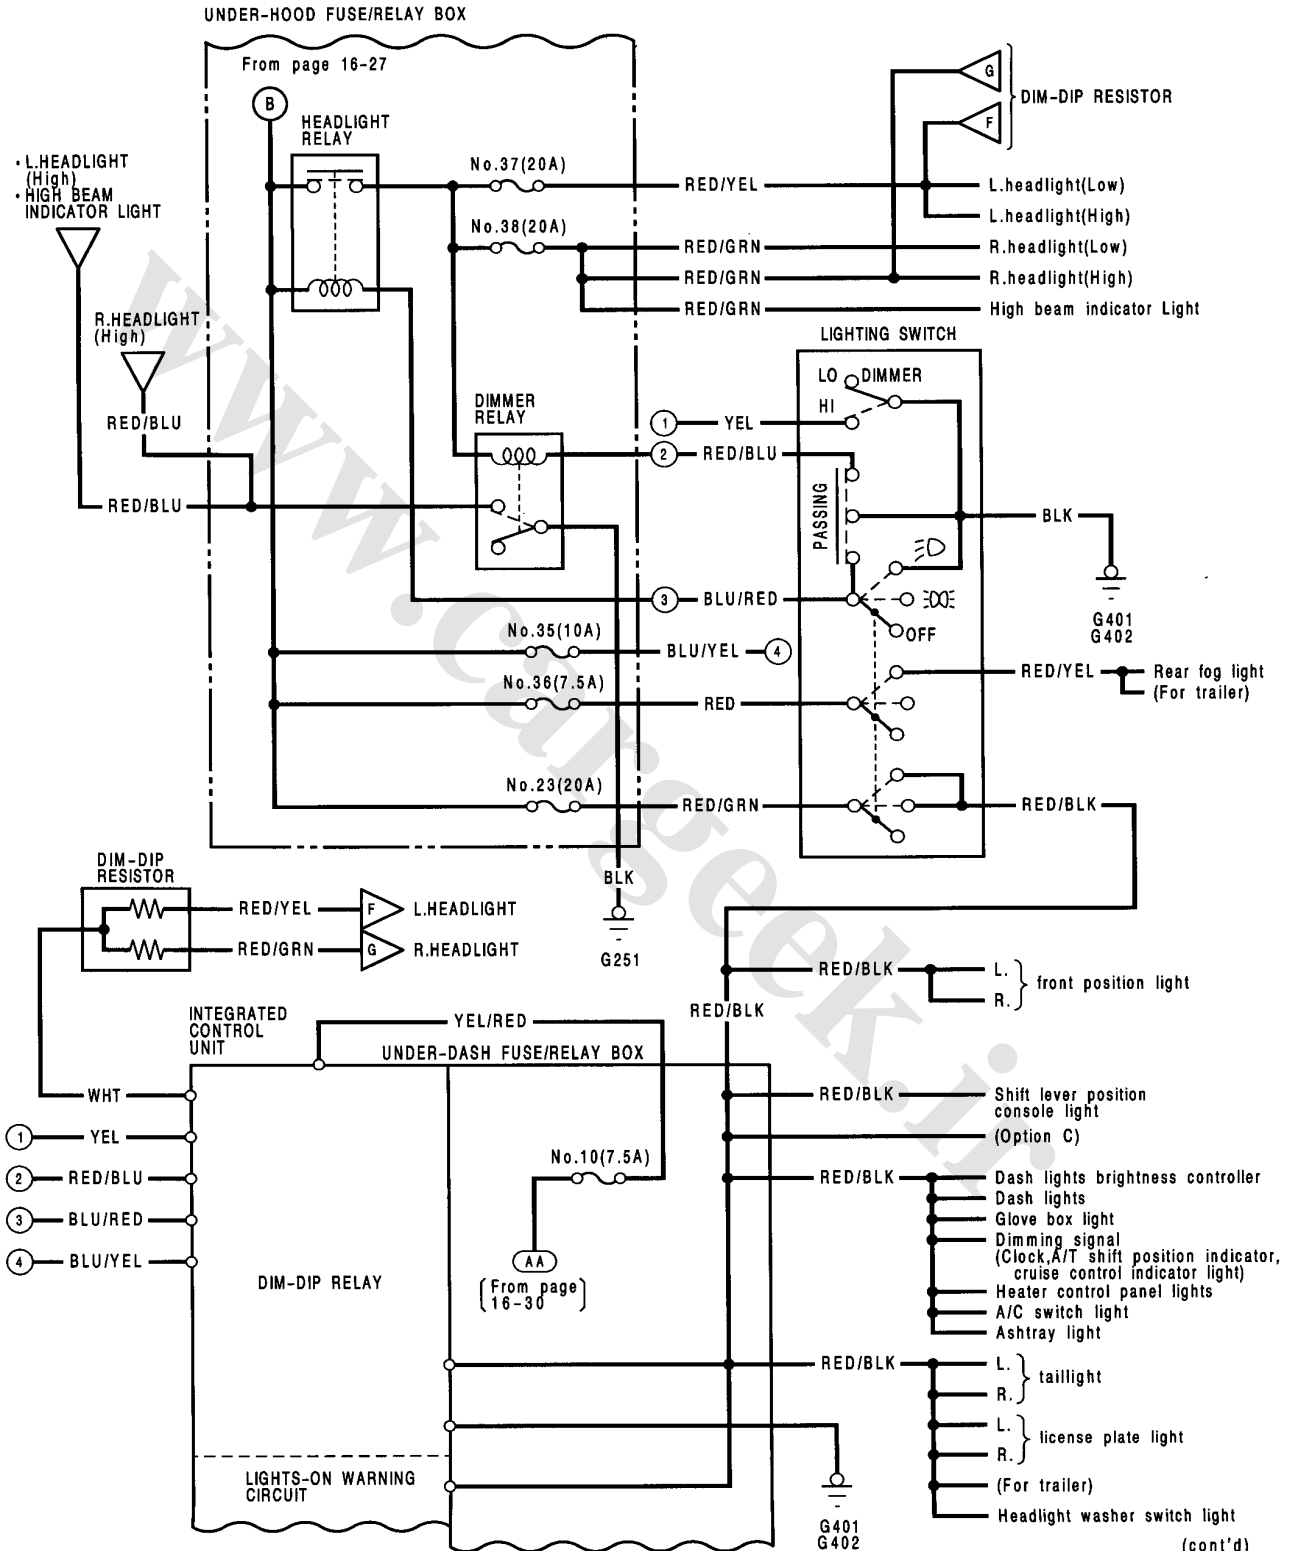 UNDER-HOOD FUSE/RELAY BOX
From page 16-27
B
HEADLIGHT
RELAY
G
F
DIM-DIP RESISTOR
· L.HEADLIGHT
(High)
· HIGH BEAM
INDICATOR LIGHT
No.37(20A)
RED/YEL
L.headlight(Low)
L.headlight(High)
No.38(20A)
RED/GRN
R.headlight(Low)
RED/GRN
R.headlight(High)
RED/GRN
High beam indicator Light
R.HEADLIGHT
(High)
RED/BLU
RED/BLU
LIGHTING SWITCH
LO
DIMMER
HI
DIMMER
RELAY
1
YEL
2
RED/BLU
PASSING
BLK
G401
G402
3
BLU/RED
OFF
No.35(10A)
BLU/YEL
4
No.36(7.5A)
RED
RED/YEL
Rear fog light
(For trailer)
No.23(20A)
RED/GRN
RED/BLK
BLK
G251
DIM-DIP
RESISTOR
RED/YEL
F
L.HEADLIGHT
RED/GRN
G
R.HEADLIGHT
RED/BLK
L.
R.
front position light
RED/BLK
INTEGRATED
CONTROL
UNIT
YEL/RED
UNDER-DASH FUSE/RELAY BOX
WHT
1
YEL
2
RED/BLU
3
BLU/RED
4
BLU/YEL
DIM-DIP RELAY
No.10(7.5A)
AA
From page
16-30
RED/BLK
Shift lever position
console light
(Option C)
RED/BLK
Dash lights brightness controller
Dash lights
Glove box light
Dimming signal
(Clock,A/T shift position indicator,
cruise control indicator light)
Heater control panel lights
A/C switch light
Ashtray light
RED/BLK
L.
R.
taillight
L.
R.
license plate light
(For trailer)
Headlight washer switch light
LIGHTS-ON WARNING
CIRCUIT
G401
G402
(cont'd)
www.cargeek.ir